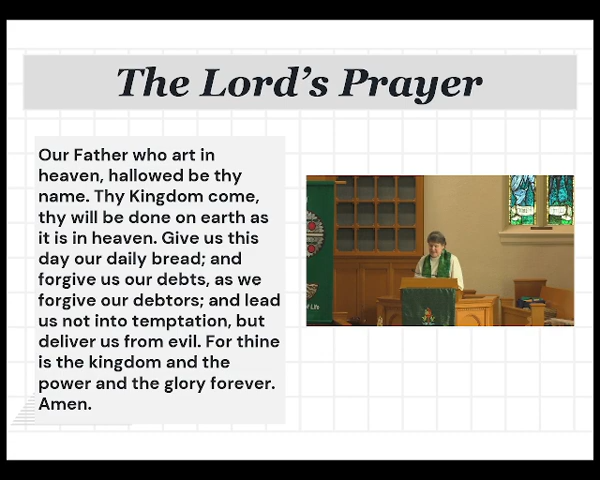 The Lord's Prayer
Our Father who art in
heaven, hallowed be thy
name. Thy Kingdom come,
thy will be done on earth as
it is in heaven. Give us this
day our daily bread; and
forgive us our debts, as we
forgive our debtors; and lead
us not into temptation, but
deliver us from evil. For thine
is the kingdom and the
power and the glory forever.
Amen.
of Life